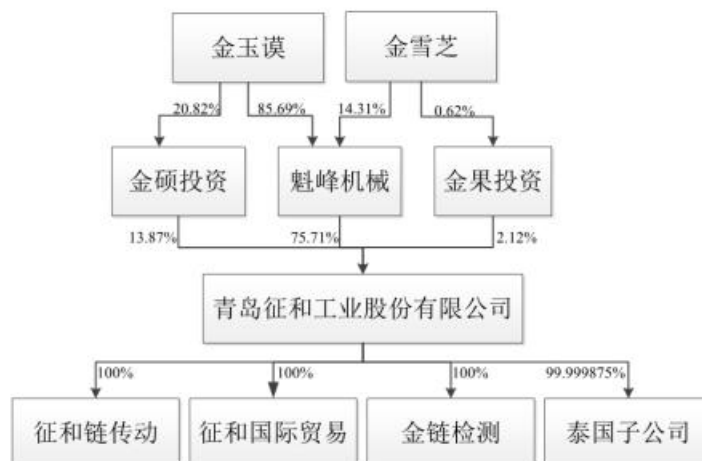 金玉谟
金雪芝
20.82%
85.69%
14.31%
0.62%
金硕投资
魁峰机械
金果投资
13.87%
75.71%
2.12%
青岛征和工业股份有限公司
100%
100%
100%
99.999875%
征和链传动
征和国际贸易
金链检测
泰国子公司